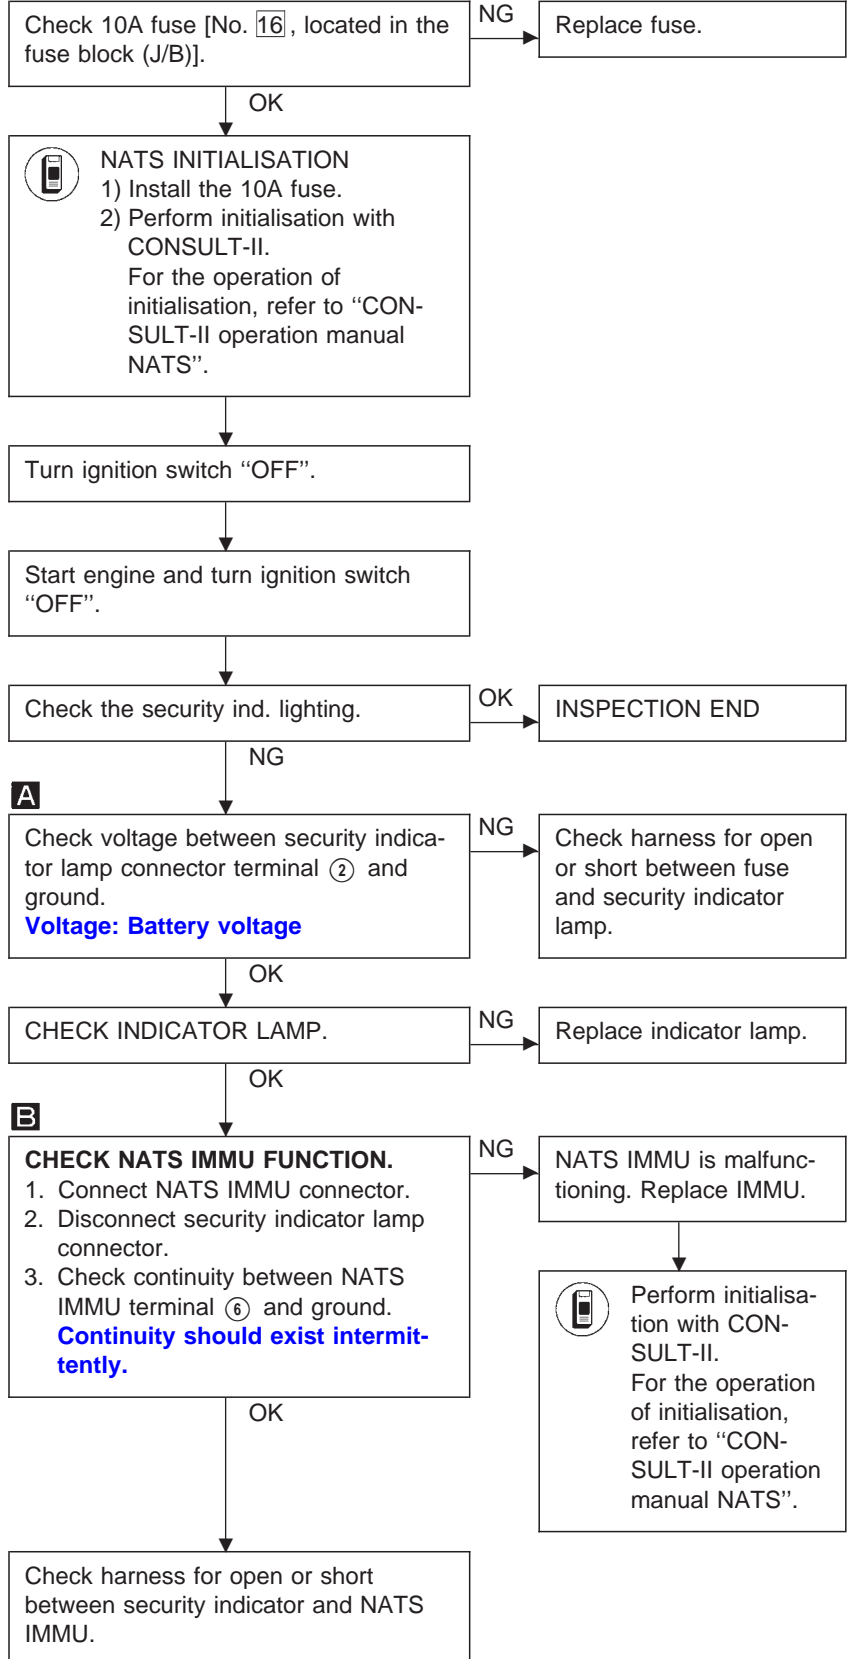 Check 10A fuse [No. 16, located in the
fuse block (J/B)].
NG
Replace fuse.
OK
NATS INITIALISATION
1) Install the 10A fuse.
2) Perform initialisation with
CONSULT-II.
For the operation of
initialisation, refer to ‘‘CON-
SULT-II operation manual
NATS’’.
Turn ignition switch ‘‘OFF’’.
Start engine and turn ignition switch
‘‘OFF’’.
Check the security ind. lighting.
OK
INSPECTION END
NG
A
Check voltage between security indica-
tor lamp connector terminal ② and
ground.
Voltage: Battery voltage
NG
Check harness for open
or short between fuse
and security indicator
lamp.
OK
CHECK INDICATOR LAMP.
NG
Replace indicator lamp.
OK
B
CHECK NATS IMMU FUNCTION.
1. Connect NATS IMMU connector.
2. Disconnect security indicator lamp
connector.
3. Check continuity between NATS
IMMU terminal ⑥ and ground.
Continuity should exist intermit-
tently.
NG
NATS IMMU is malfunc-
tioning. Replace IMMU.
Perform initialisa-
tion with CON-
SULT-II.
For the operation
of initialisation,
refer to ‘‘CON-
SULT-II operation
manual NATS’’.
OK
Check harness for open or short
between security indicator and NATS
IMMU.